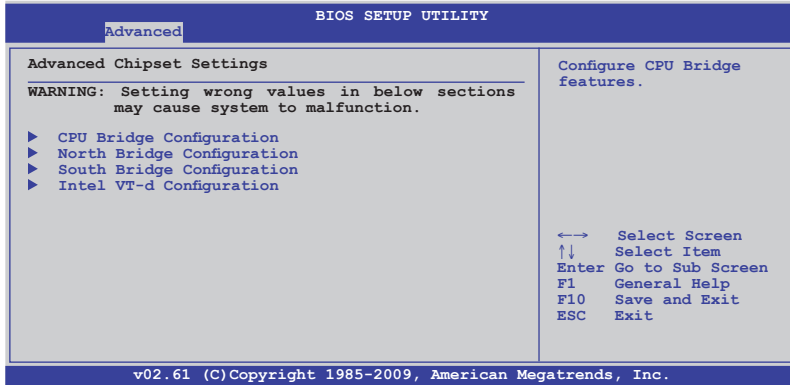 BIOS SETUP UTILITY
Advanced
Advanced Chipset Settings
WARNING: Setting wrong values in below sections
may cause system to malfunction.
▶ CPU Bridge Configuration
▶ North Bridge Configuration
▶ South Bridge Configuration
▶ Intel VT-d Configuration
Configure CPU Bridge
features.
←→ Select Screen
↑↓ Select Item
Enter Go to Sub Screen
F1 General Help
F10 Save and Exit
ESC Exit
v02.61 (C)Copyright 1985-2009, American Megatrends, Inc.